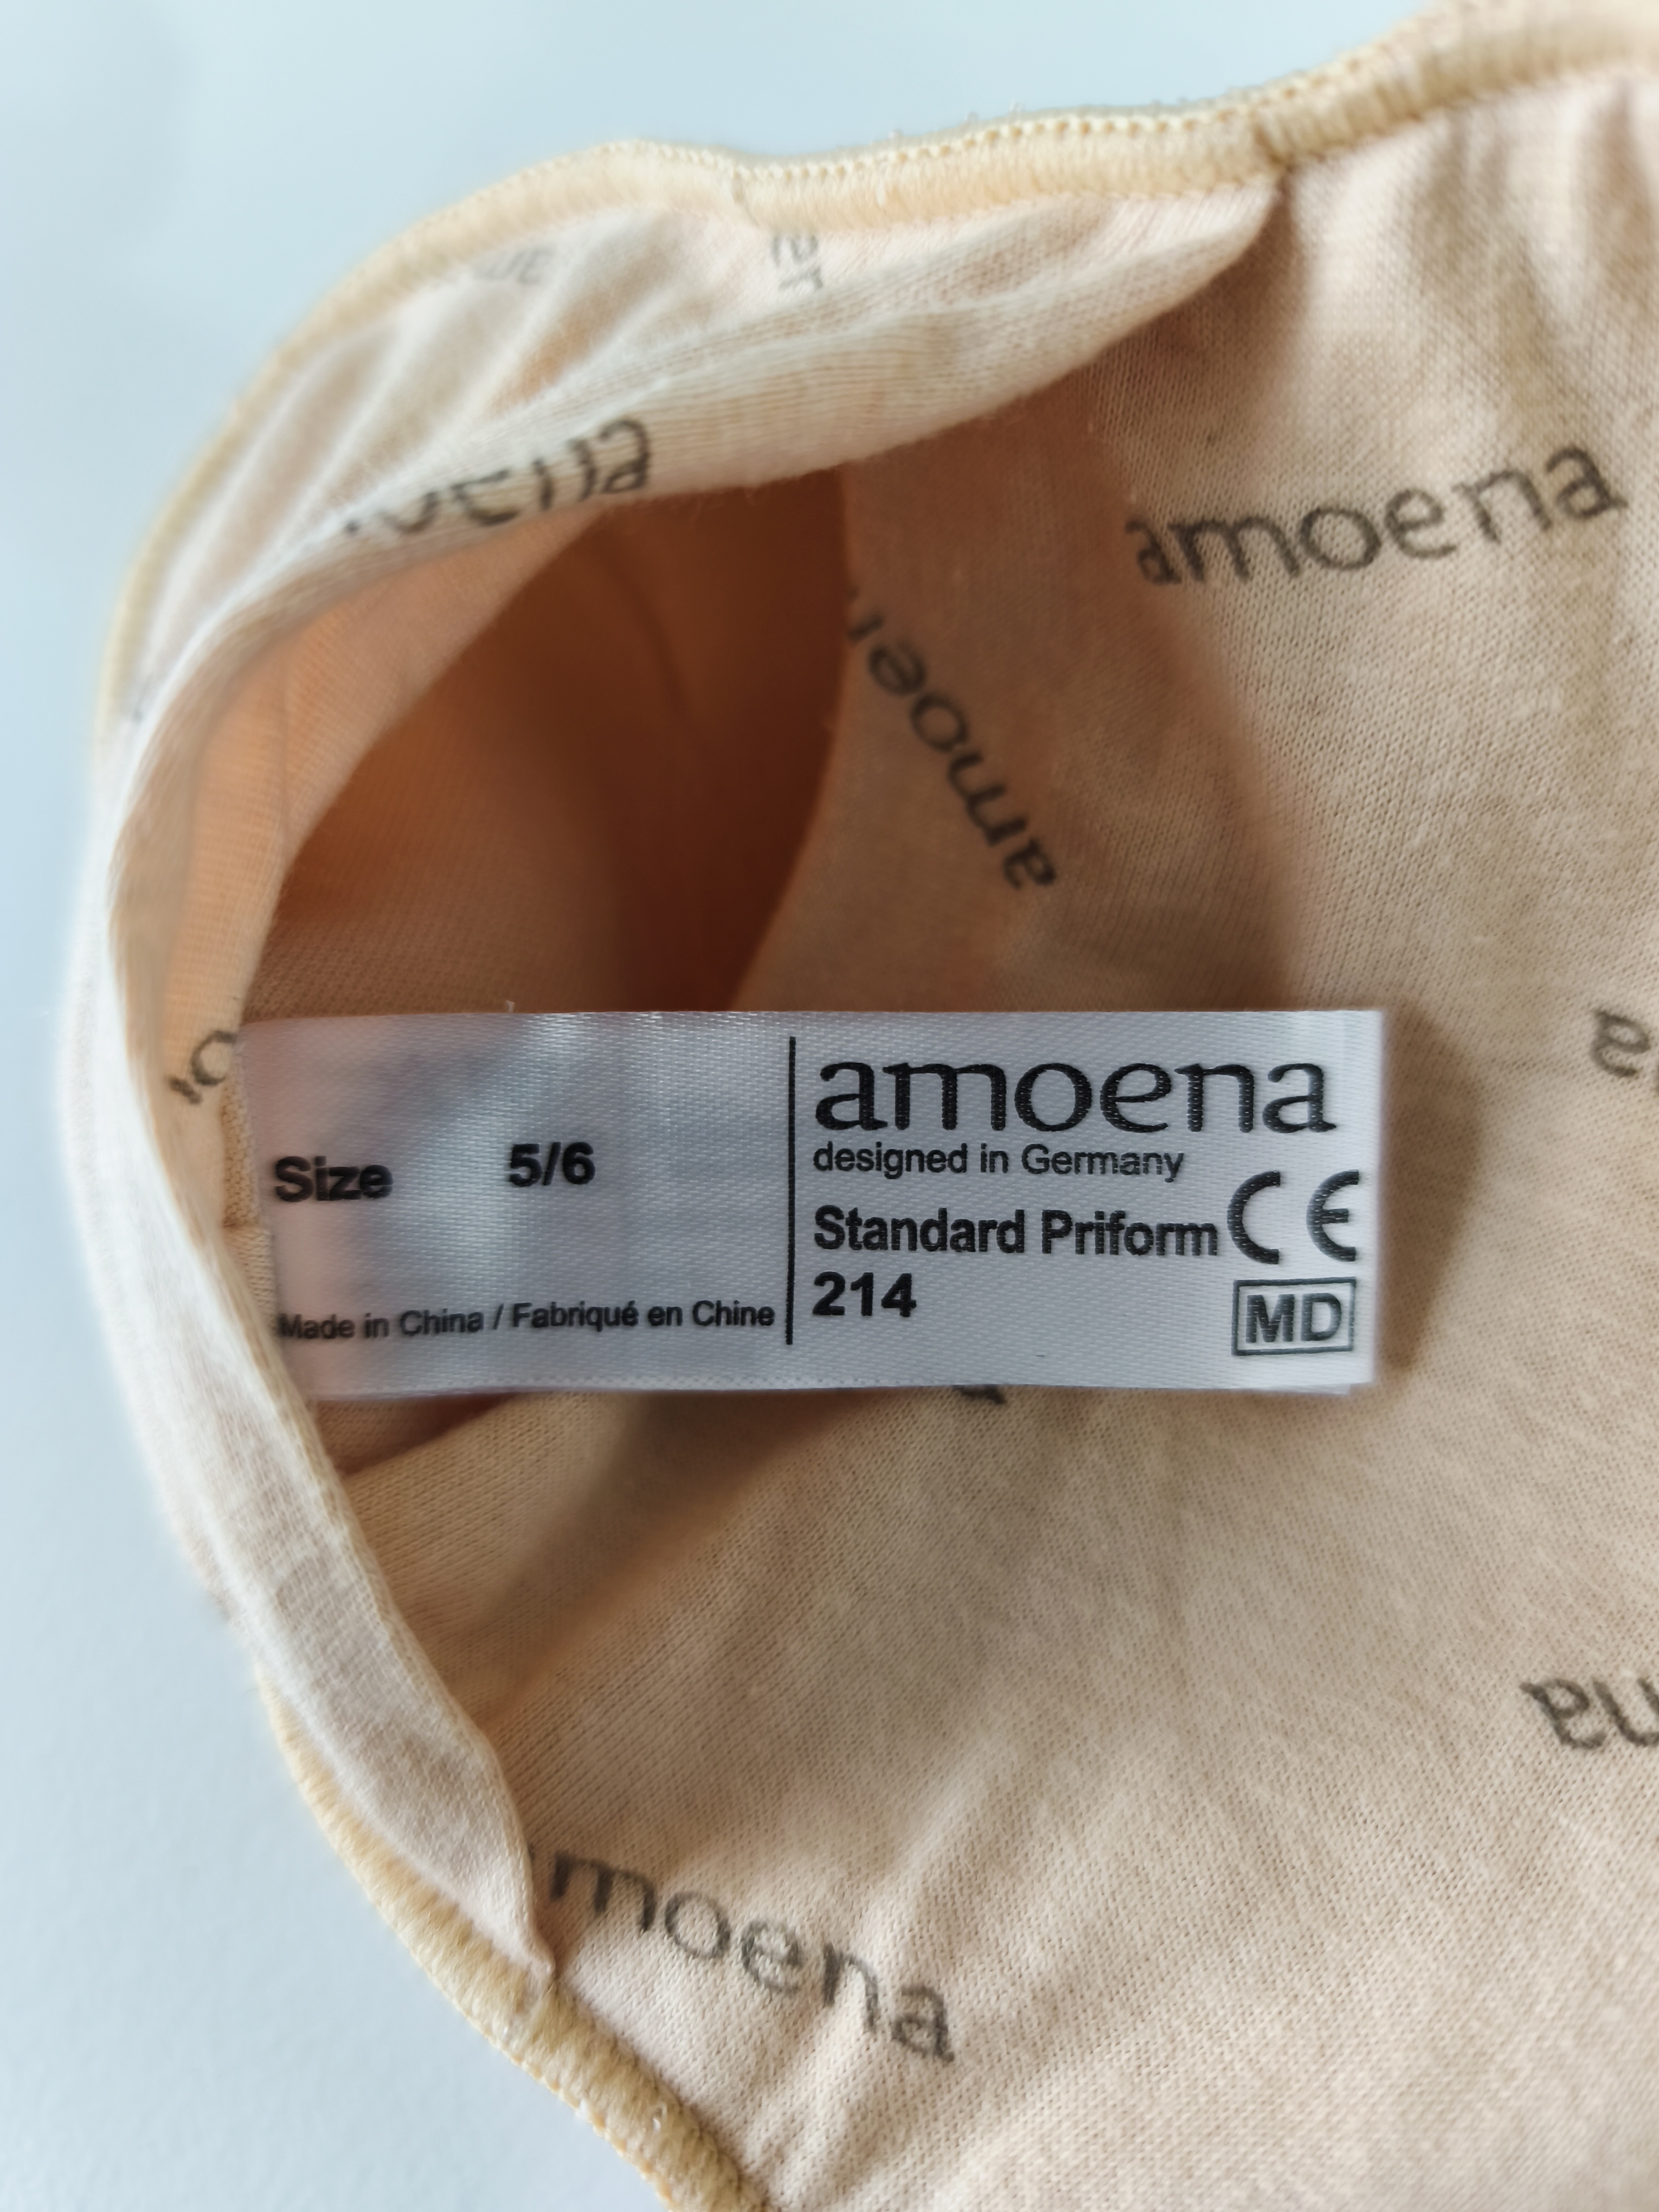 amoena
amoena
Size 5/6
Made in China / Fabriqué en Chine
amoena
designed in Germany
Standard Priform CE
214
MD